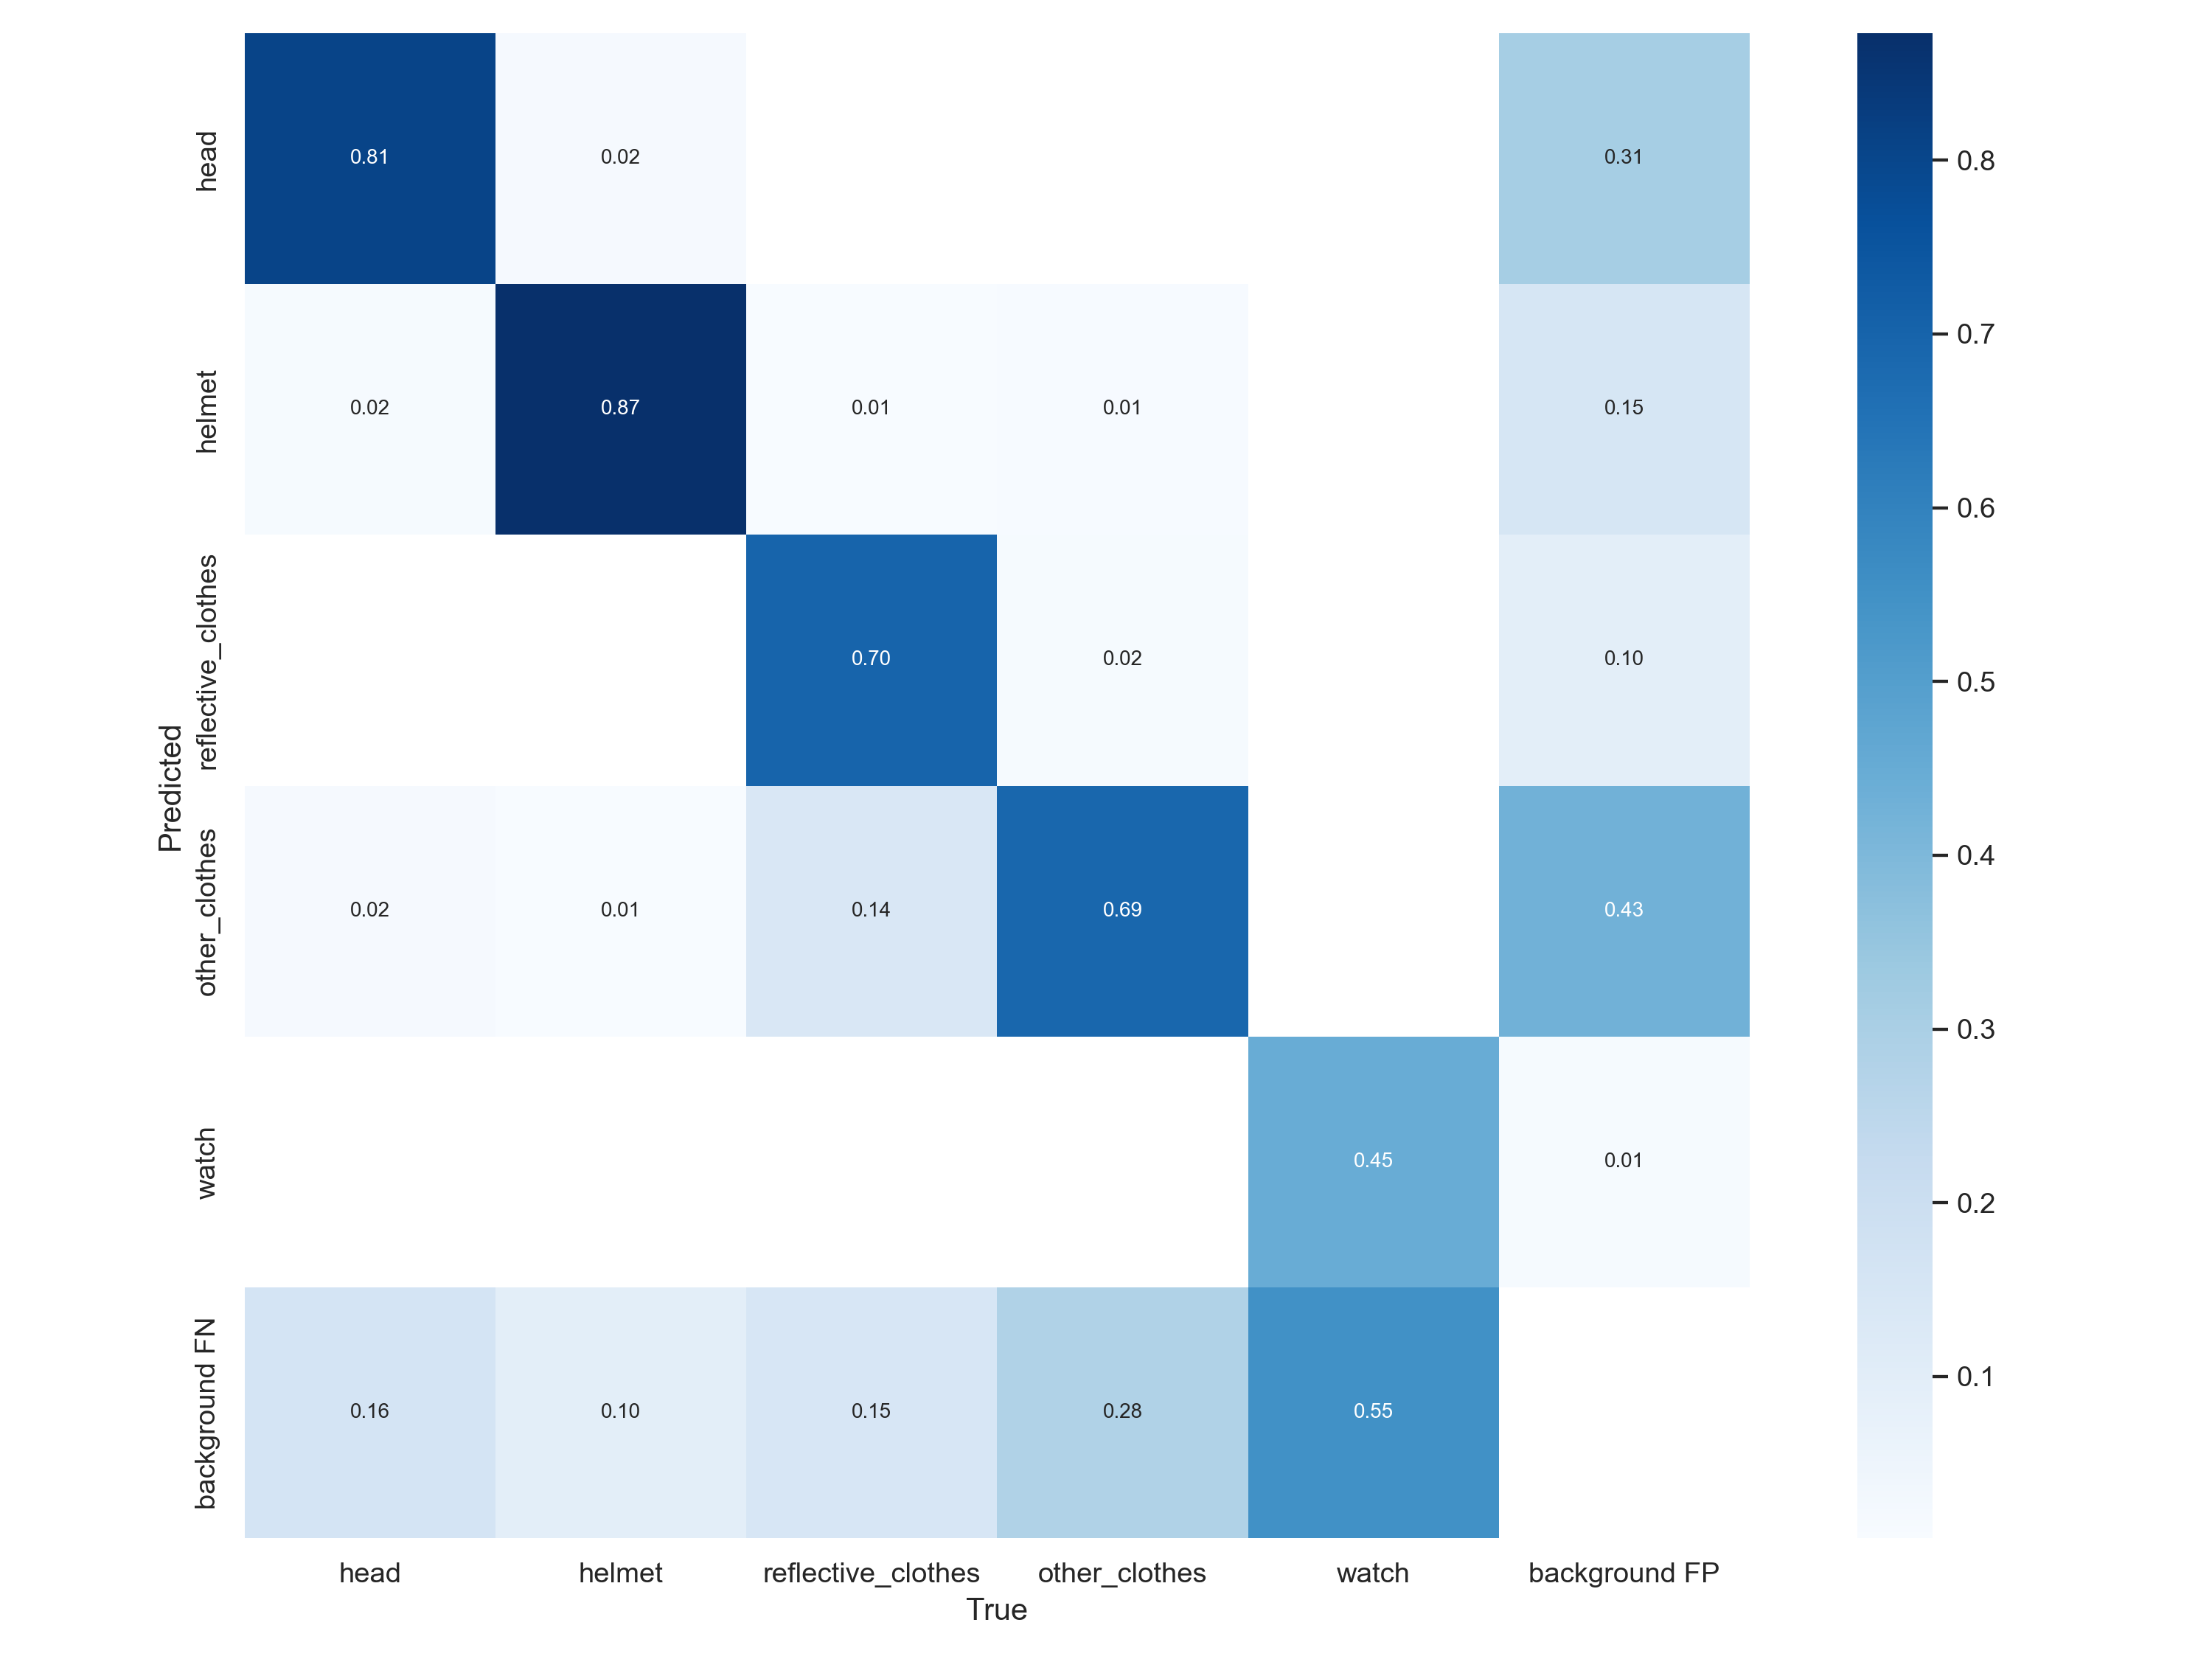 head 0.81 0.02 0.31
helmet 0.02 0.87 0.01 0.01 0.15
reflective_clothes 0.70 0.02 0.10
other_clothes 0.02 0.01 0.14 0.69 0.43
watch 0.45 0.01
background FN 0.16 0.10 0.15 0.28 0.55
Predicted
head helmet reflective_clothes other_clothes watch background FP
True
0.8
0.7
0.6
0.5
0.4
0.3
0.2
0.1